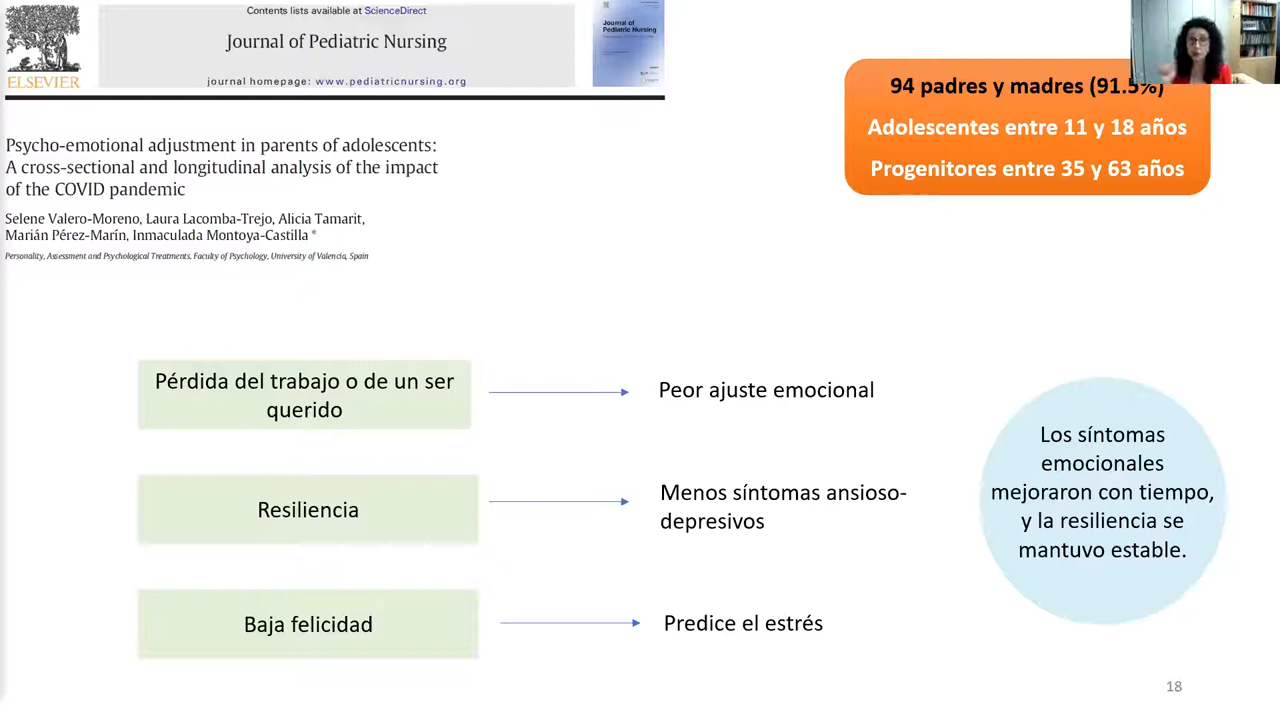 Contents lists available at ScienceDirect
Journal of Pediatric Nursing
journal homepage: www.pediatricnursing.org
ELSEVIER
Journal of
Pediatric Nursing
94 padres y madres (91.5%)
Adolescentes entre 11 y 18 años
Progenitores entre 35 y 63 años
Psycho-emotional adjustment in parents of adolescents:
A cross-sectional and longitudinal analysis of the impact
of the COVID pandemic
Selene Valero-Moreno, Laura Lacomba-Trejo, Alicia Tamarit,
Marián Pérez-Marín, Inmaculada Montoya-Castilla *
Personality, Assessment and Psychological Treatments, Faculty of Psychology, University of Valencia, Spain
Pérdida del trabajo o de un ser
querido
Peor ajuste emocional
Resiliencia
Menos síntomas ansioso-
depresivos
Baja felicidad
Predice el estrés
Los síntomas
emocionales
mejoraron con tiempo,
y la resiliencia se
mantuvo estable.
18